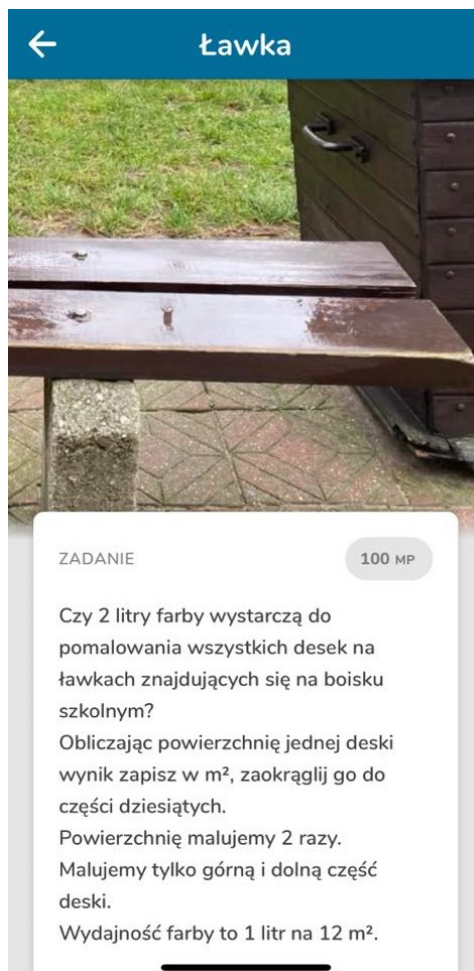 Ławka
ZADANIE
100 MP
Czy 2 litry farby wystarczą do
pomalowania wszystkich desek na
ławkach znajdujących się na boisku
szkolnym?
Obliczając powierzchnię jednej deski
wynik zapisz w m², zaokrąglij go do
części dziesiątych.
Powierzchnię malujemy 2 razy.
Malujemy tylko górną i dolną część
deski.
Wydajność farby to 1 litr na 12 m².